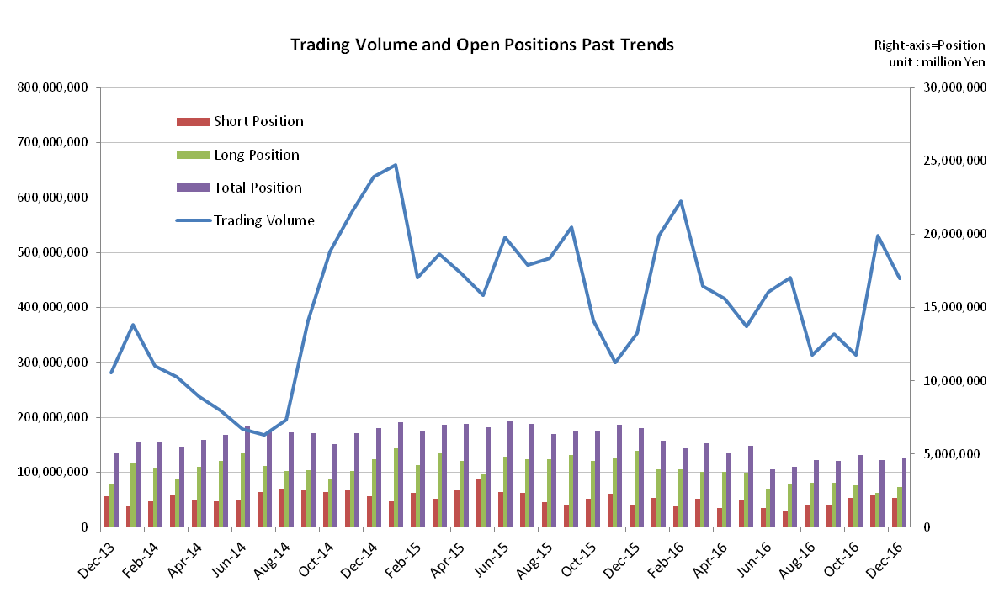 Trading Volume and Open Positions Past Trends
Right-axis=Position
unit : million Yen
800,000,000
700,000,000
600,000,000
500,000,000
400,000,000
300,000,000
200,000,000
100,000,000
0
Short Position
Long Position
Total Position
Trading Volume
30,000,000
25,000,000
20,000,000
15,000,000
10,000,000
5,000,000
0
Dec-13
Feb-14
Apr-14
Jun-14
Aug-14
Oct-14
Dec-14
Feb-15
Apr-15
Jun-15
Aug-15
Oct-15
Dec-15
Feb-16
Apr-16
Jun-16
Aug-16
Oct-16
Dec-16